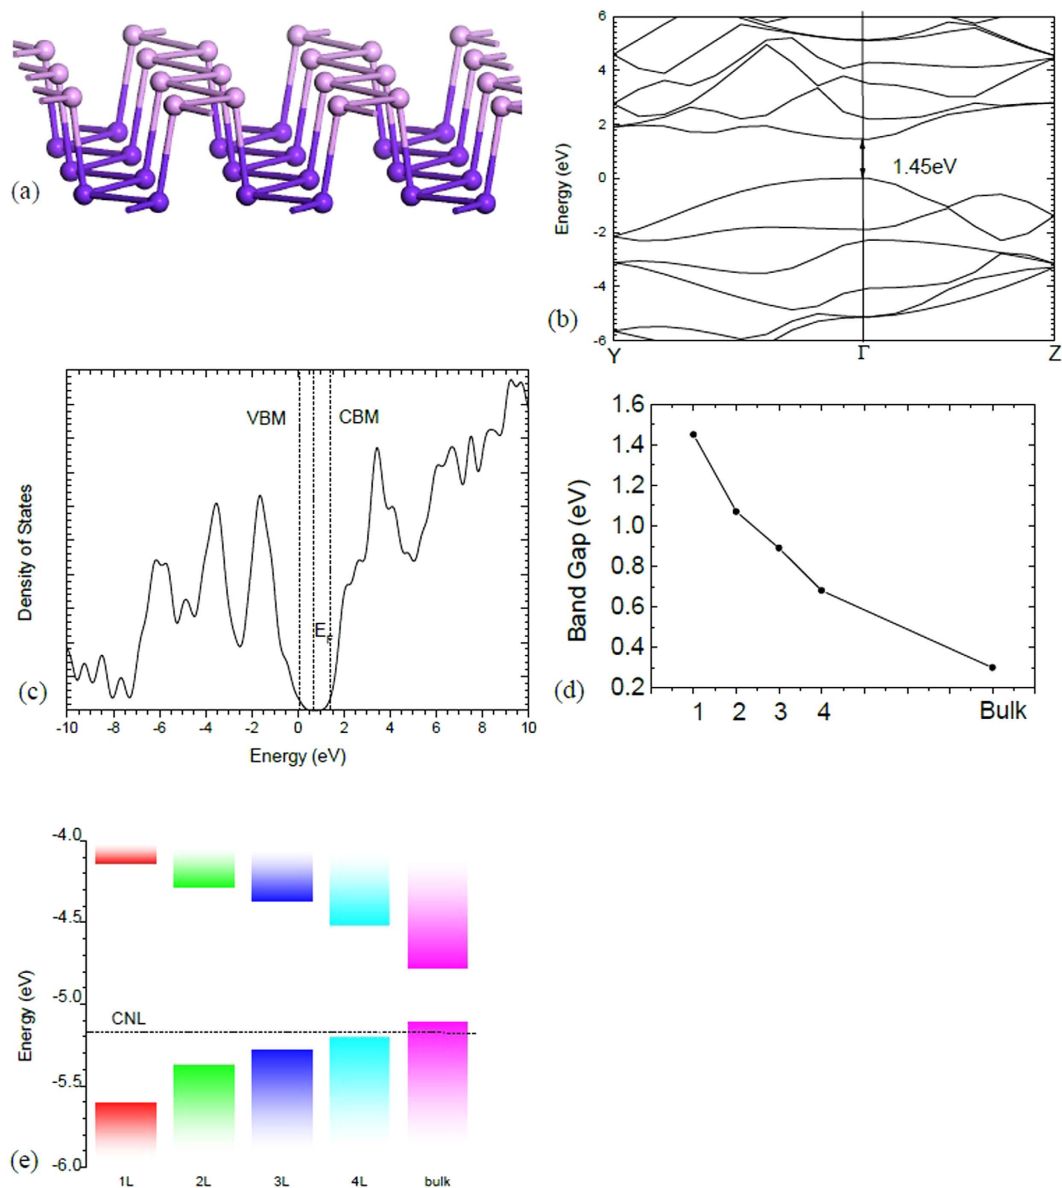 (a)
6
4
2
0
-2
-4
-6
Energy (eV)
1.45eV
Y
Γ
Z
(b)
Density of States
VBM
CBM
E_F
-10
-8
-6
-4
-2
0
2
4
6
8
10
Energy (eV)
(c)
1.6
1.4
1.2
1.0
0.8
0.6
0.4
0.2
Band Gap (eV)
1
2
3
4
Bulk
(d)
-4.0
-4.5
-5.0
-5.5
-6.0
Energy (eV)
CNL
1L
2L
3L
4L
bulk
(e)